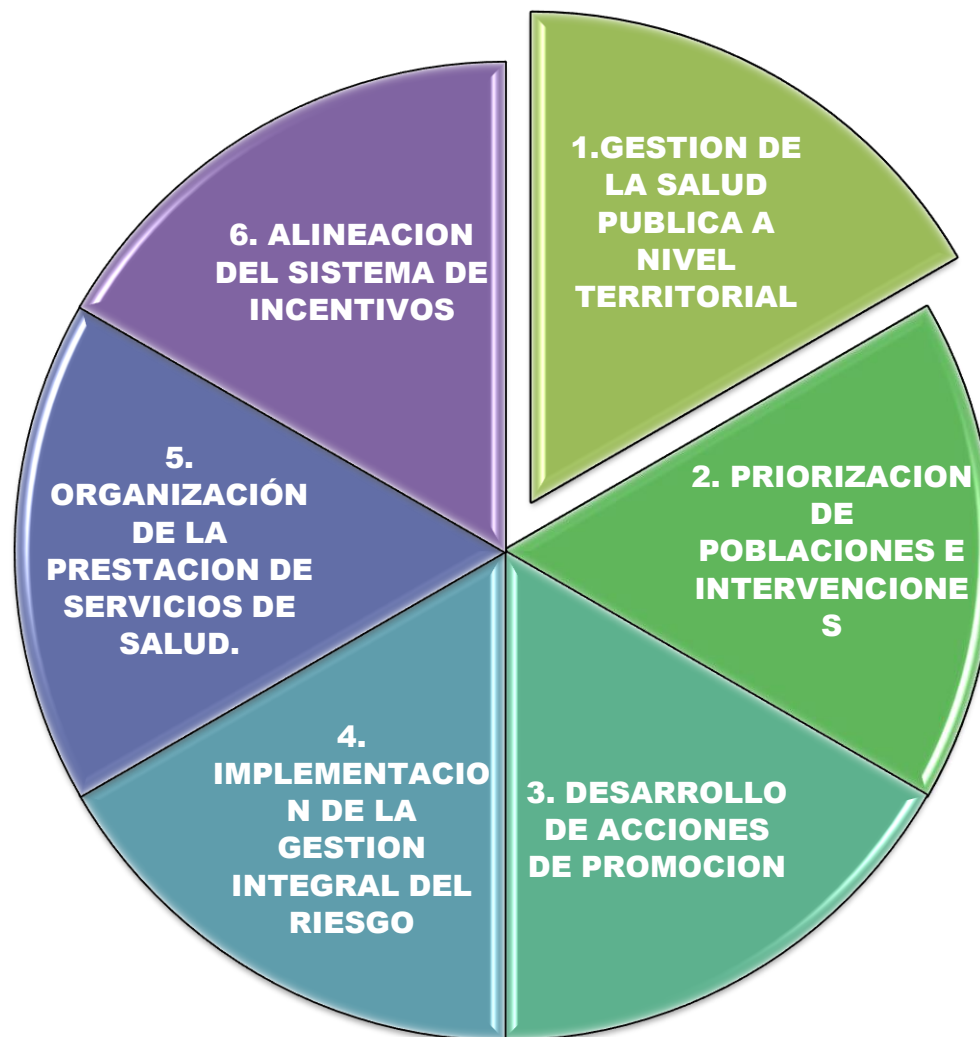 1.GESTION DE
LA SALUD
PUBLICA A
NIVEL
TERRITORIAL
2. PRIORIZACION
DE
POBLACIONES E
INTERVENCIONE
S
3. DESARROLLO
DE ACCIONES
DE PROMOCION
4.
IMPLEMENTACIO
N DE LA
GESTION
INTEGRAL DEL
RIESGO
5.
ORGANIZACIÓN
DE LA
PRESTACION DE
SERVICIOS DE
SALUD.
6. ALINEACION
DEL SISTEMA DE
INCENTIVOS